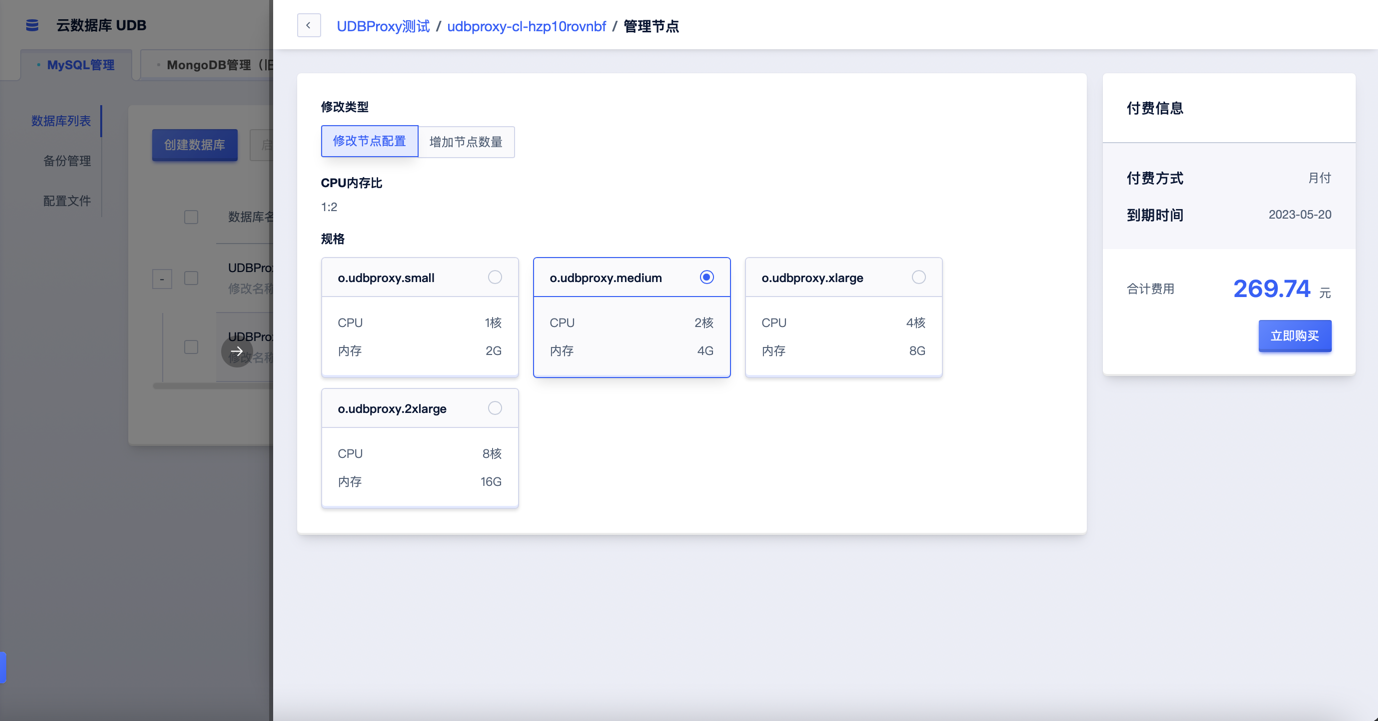 云数据库 UDB
UDBProxy测试 / udbproxy-cl-hzp10rovnbf / 管理节点
MySQL管理
MongoDB管理（旧
数据库列表
备份管理
配置文件
创建数据库
数据库名
UDBPro
修改名称
UDBPro
修改名称
修改类型
修改节点配置
增加节点数量
CPU内存比
1:2
规格
o.udbproxy.small
CPU 1核
内存 2G
o.udbproxy.medium
CPU 2核
内存 4G
o.udbproxy.xlarge
CPU 4核
内存 8G
o.udbproxy.2xlarge
CPU 8核
内存 16G
付费信息
付费方式 月付
到期时间 2023-05-20
合计费用 269.74 元
立即购买